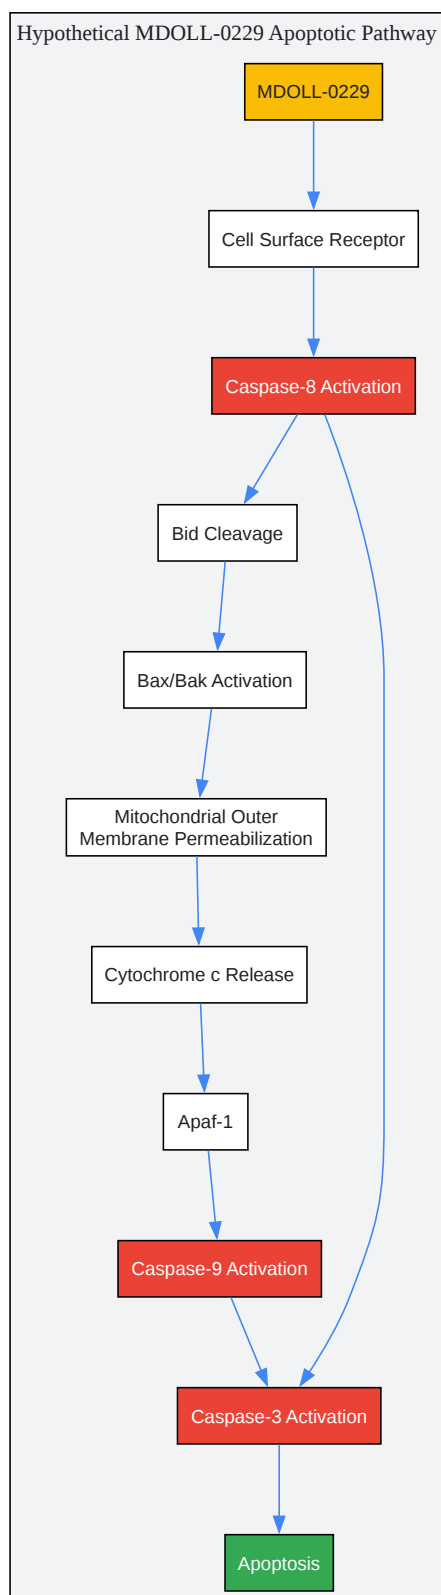 Hypothetical MDOLL-0229 Apoptotic Pathway
MDOLL-0229
Cell Surface Receptor
Caspase-8 Activation
Bid Cleavage
Bax/Bak Activation
Mitochondrial Outer
Membrane Permeabilization
Cytochrome c Release
Apaf-1
Caspase-9 Activation
Caspase-3 Activation
Apoptosis